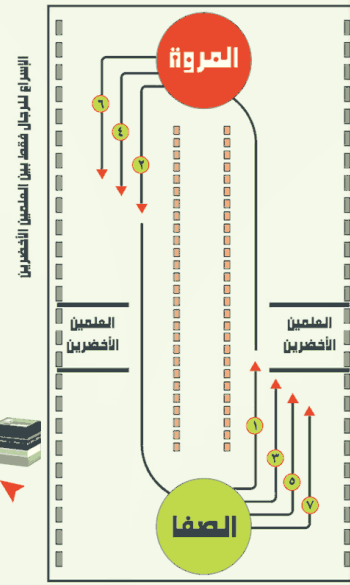 المروة
٦
٤
٢
الإسراع للرجال فقط بين العلمين الأخضرين
العلمين
الأخضرين
العلمين
الأخضرين
١
٣
٥
٧
الصفا